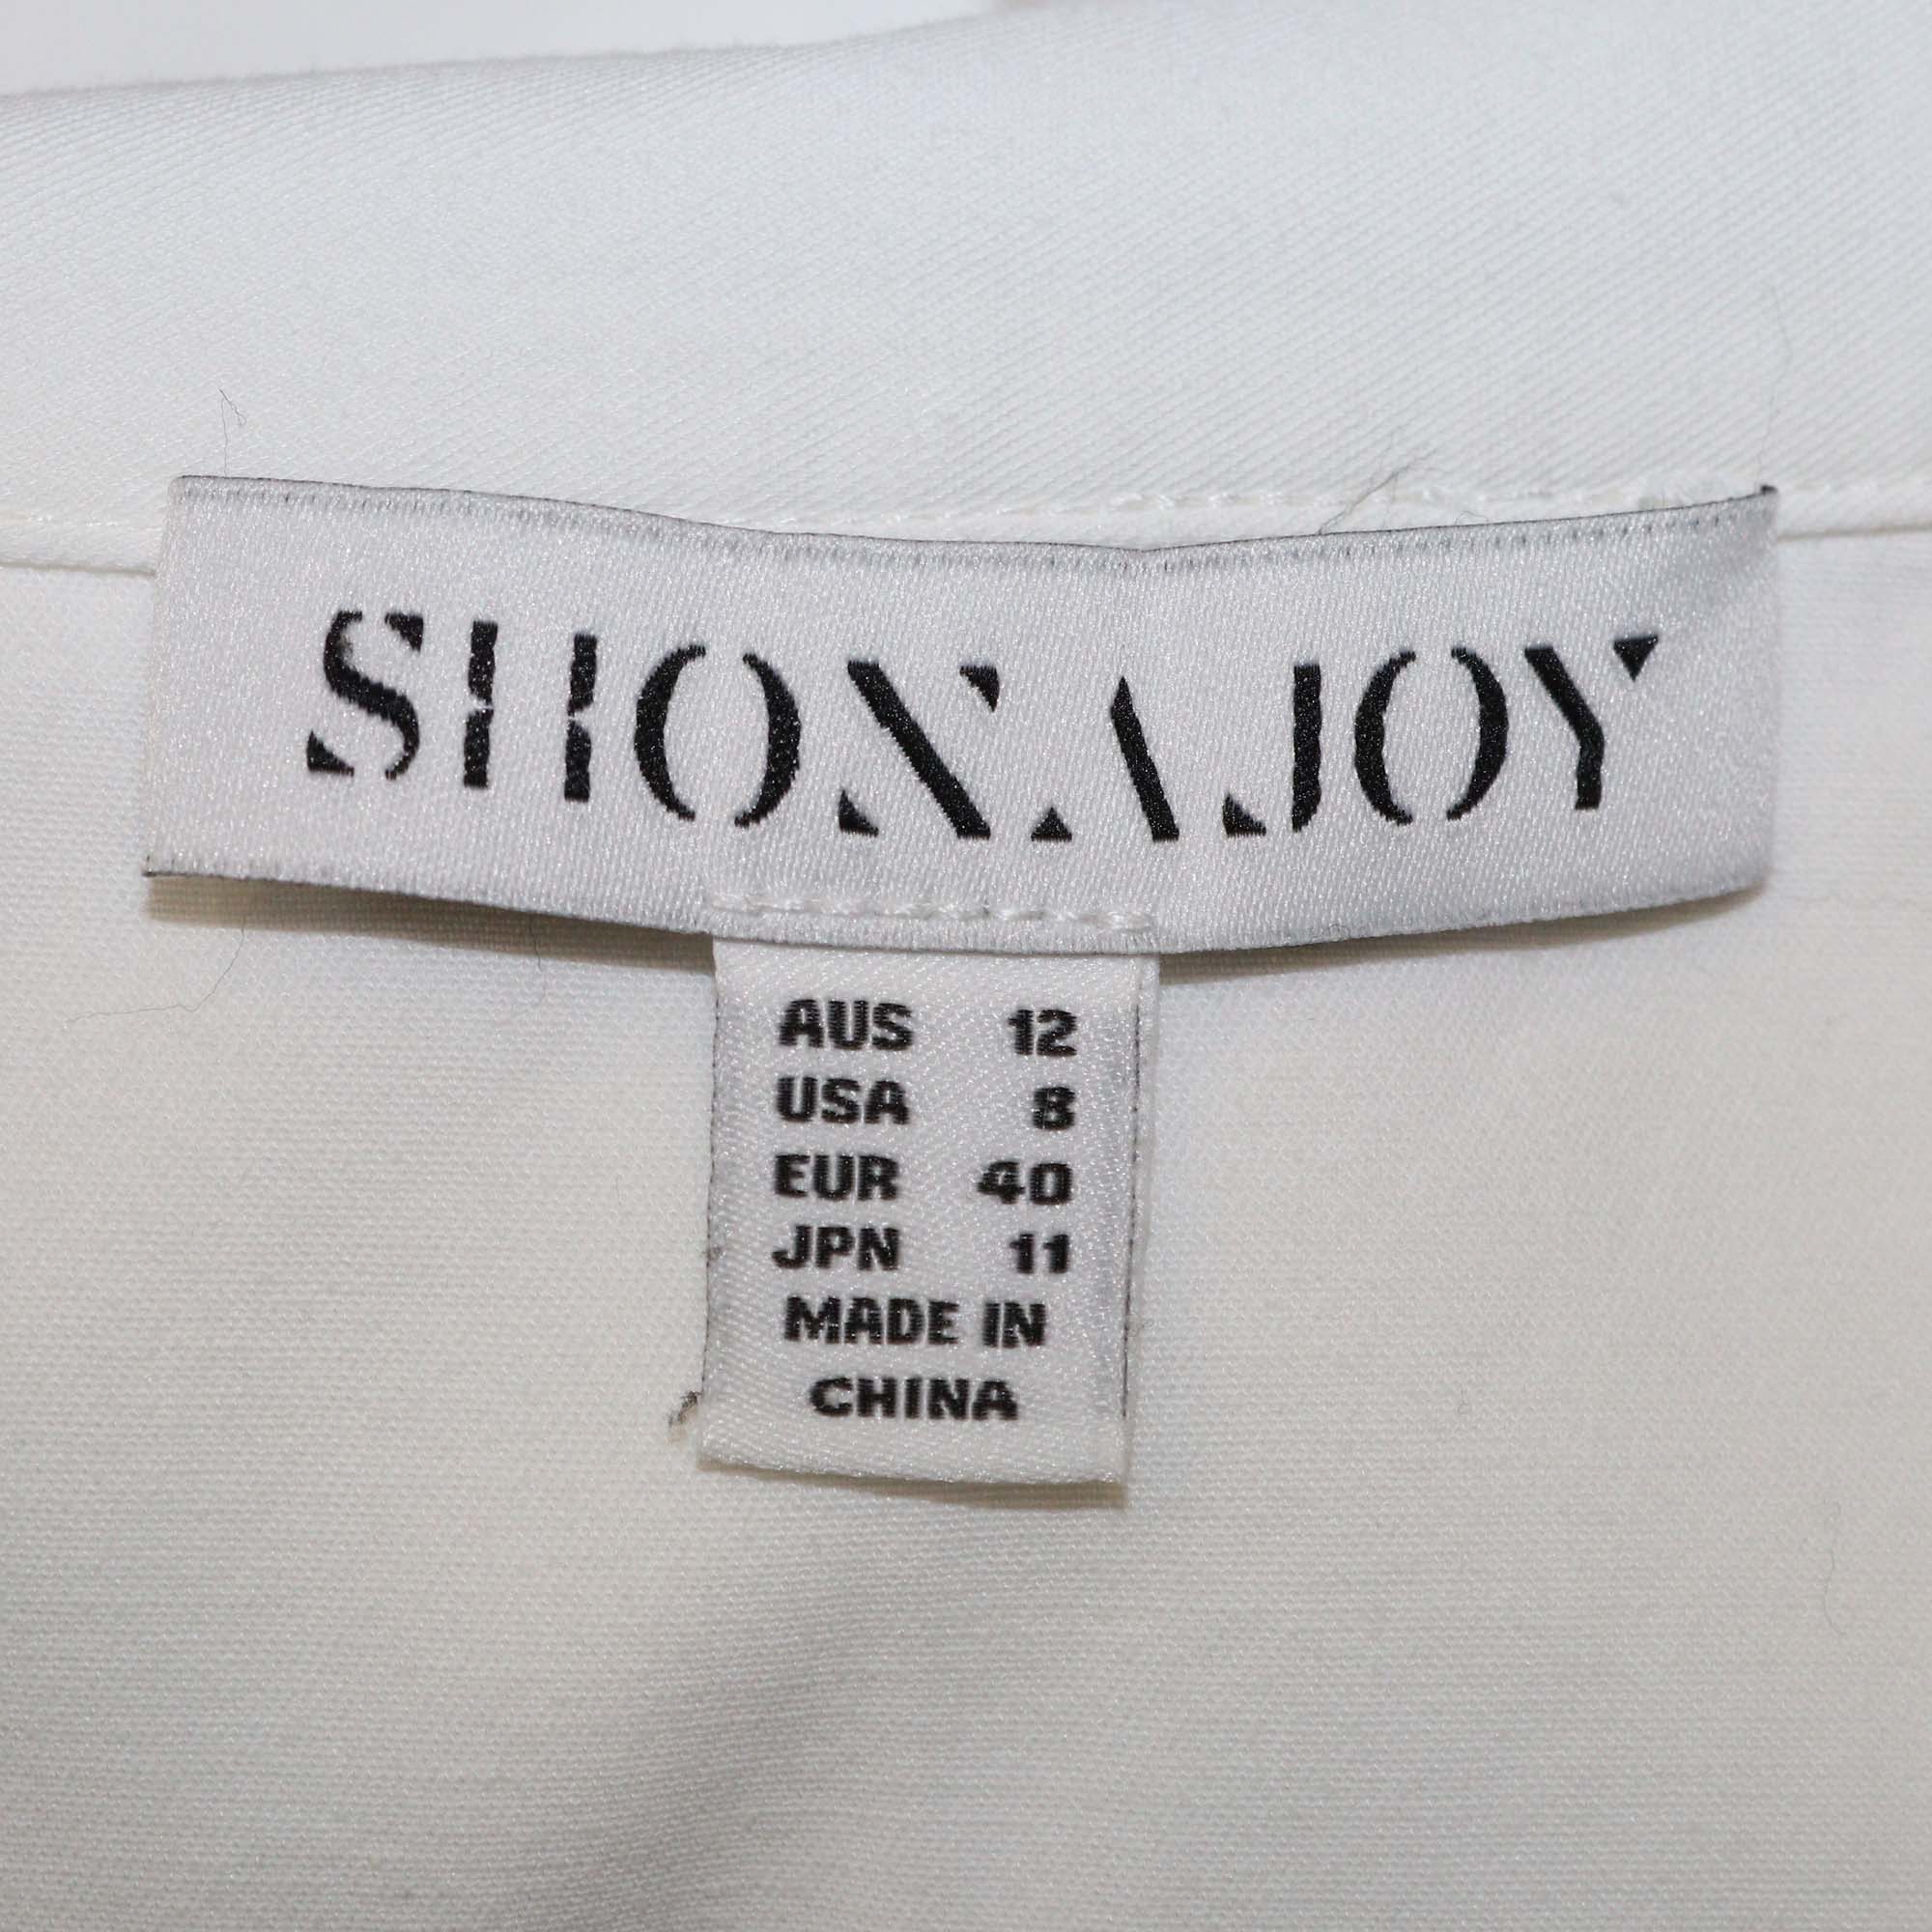 SHONA JOY
AUS 12
USA 8
EUR 40
JPN 11
MADE IN
CHINA